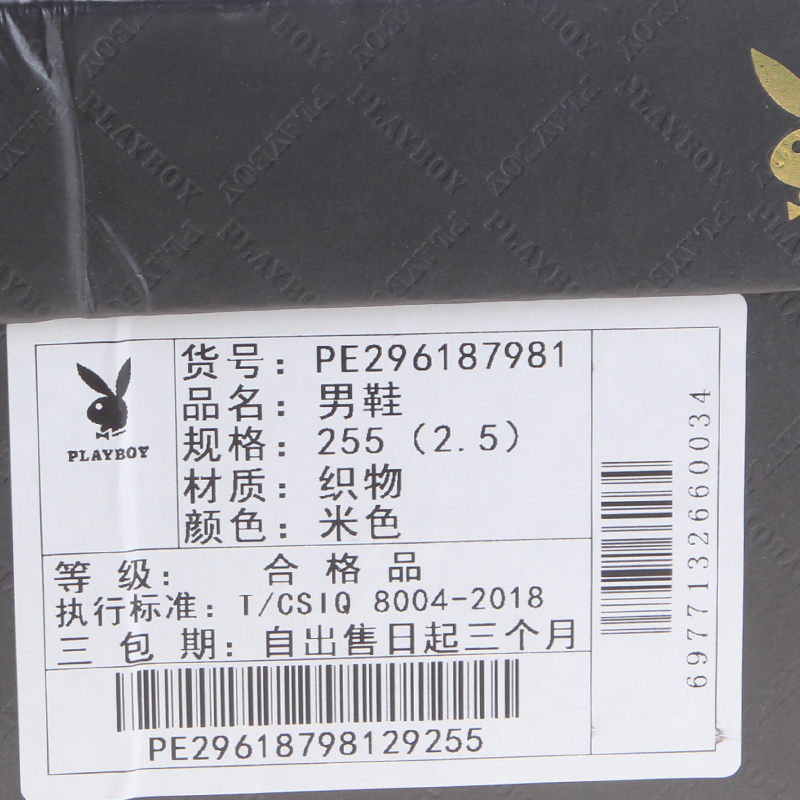 PLAYBOY
PLAYBOY
PLAYBOY
PLAYBOY
PLAYBOY
PLAYBOY
PLAYBOY
货号：PE296187981
品名：男鞋
规格：255（2.5）
材质：织物
颜色：米色
等级：合格品
执行标准：T/CSIQ 8004-2018
三包期：自出售日起三个月
PE29618798129255
6977132660034